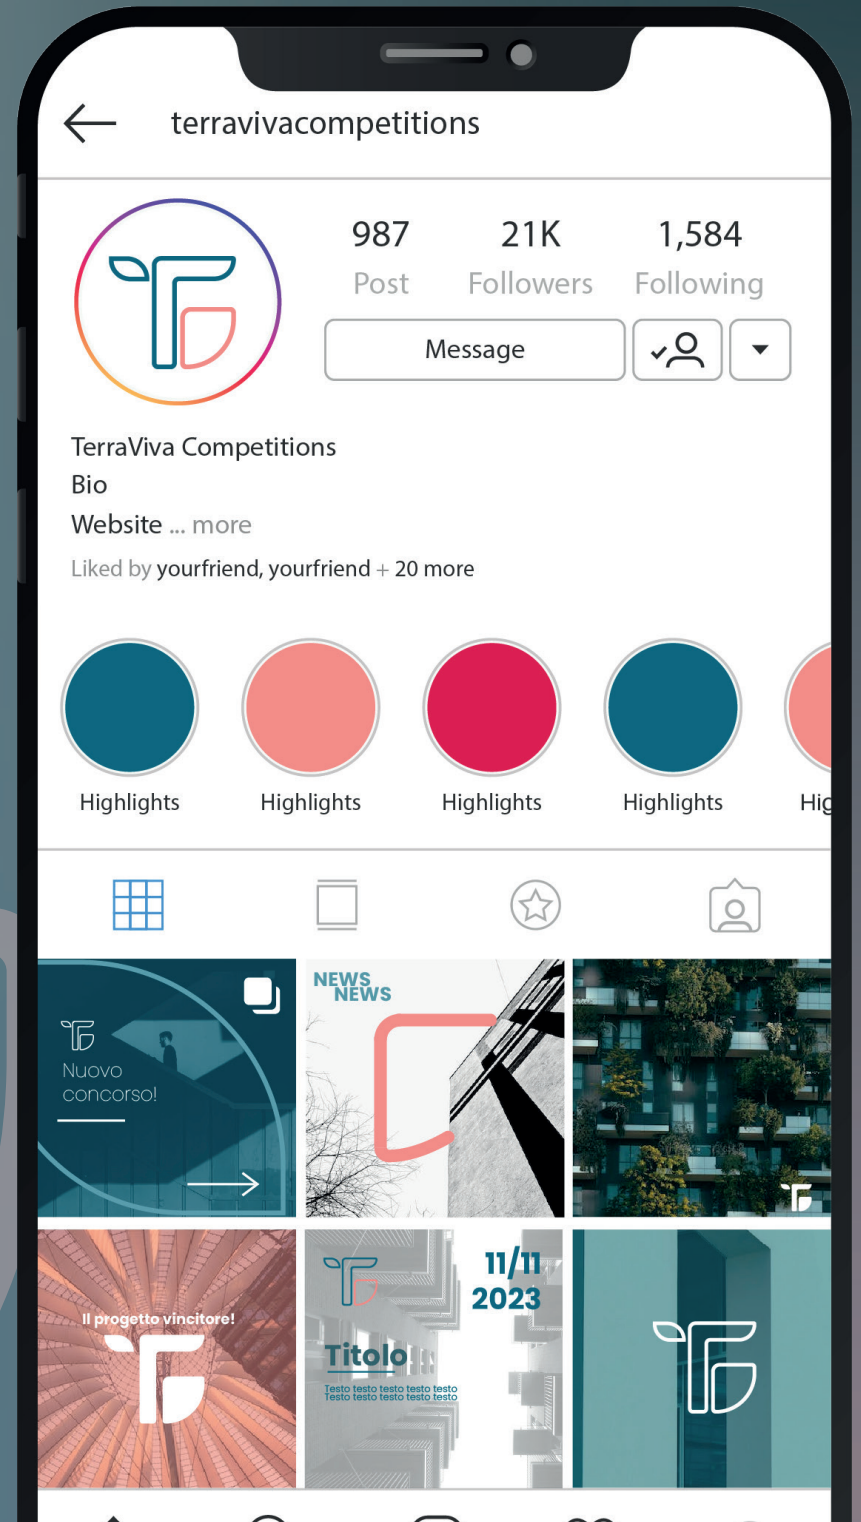 terravivacompetitions
987 21K 1,584
Post Followers Following
Message
TerraViva Competitions
Bio
Website ... more
Liked by yourfriend, yourfriend + 20 more
Highlights Highlights Highlights Highlights Hig
Nuovo
concorso!
NEWS
NEWS
Il progetto vincitore!
11/11
2023
Titolo
Testo testo testo testo testo
Testo testo testo testo testo